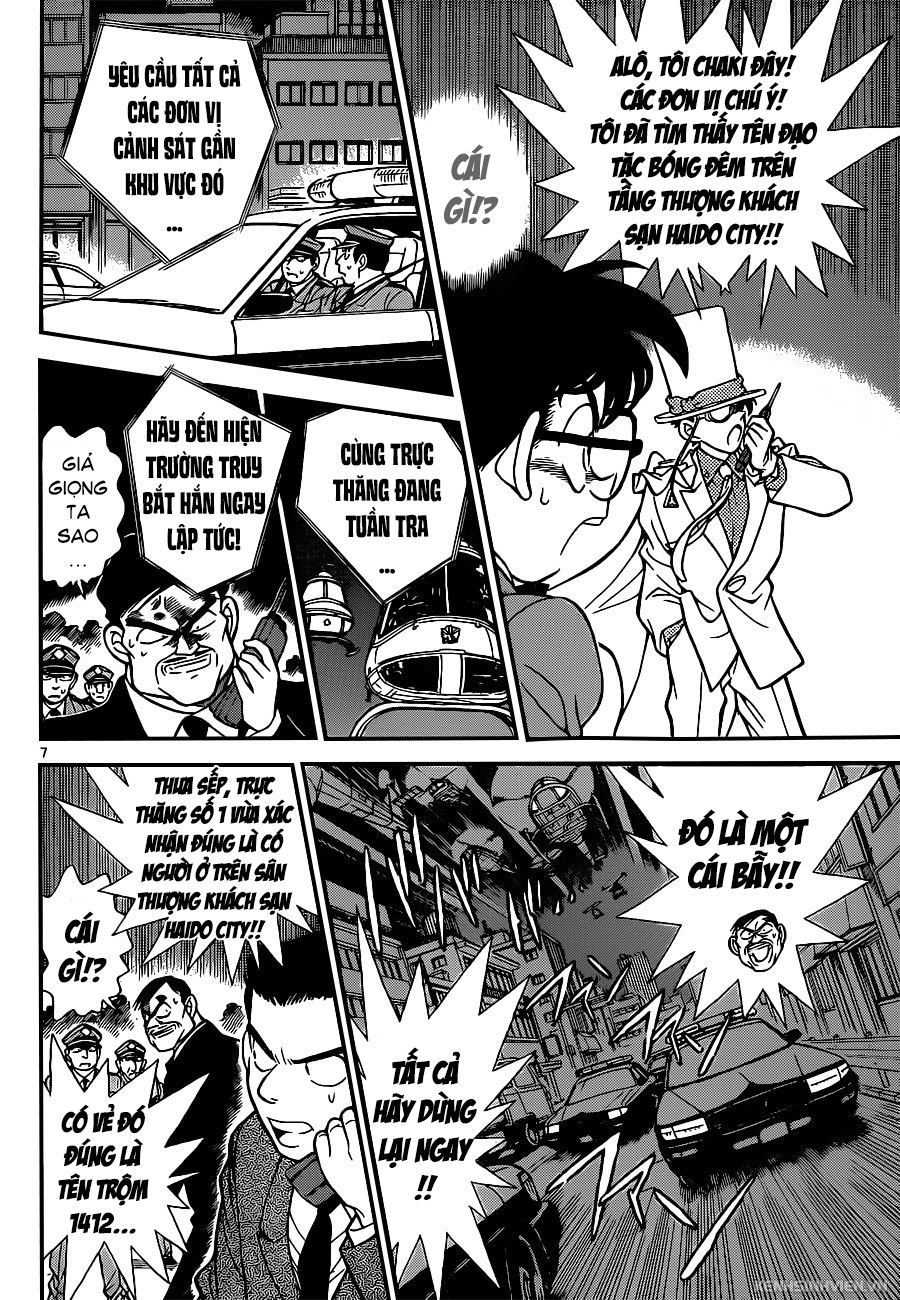 ALÔ, TÔI CHAKI ĐÂY!
CÁC ĐƠN VỊ CHÚ Ý!
TÔI ĐÃ TÌM THẤY TÊN ĐẠO
TẶC BÓNG ĐÊM TRÊN
TẦNG THƯỢNG KHÁCH
SẠN HAIDO CITY!!
CÁI
GÌ!?
YÊU CẦU TẤT CẢ
CÁC ĐƠN VỊ
CẢNH SÁT GẦN
KHU VỰC ĐÓ
...
CÙNG TRỰC
THĂNG ĐANG
TUẦN TRA
...
HÃY ĐẾN HIỆN
TRƯỜNG TRUY
BẮT HẮN NGAY
LẬP TỨC!
GIẢ
GIỌNG
TA
SAO
...
7
ĐÓ LÀ MỘT
CÁI BẪY!!
TẤT CẢ
HÃY DỪNG
LẠI NGAY
!!
THƯA SẾP, TRỰC
THĂNG SỐ 1 VỪA XÁC
NHẬN ĐÚNG LÀ CÓ
NGƯỜI Ở TRÊN SÂN
THƯỢNG KHÁCH SẠN
HAIDO CITY!!
CÁI
GÌ!?
CÓ VẺ ĐÓ
ĐÚNG LÀ
TÊN TRỘM
1412...